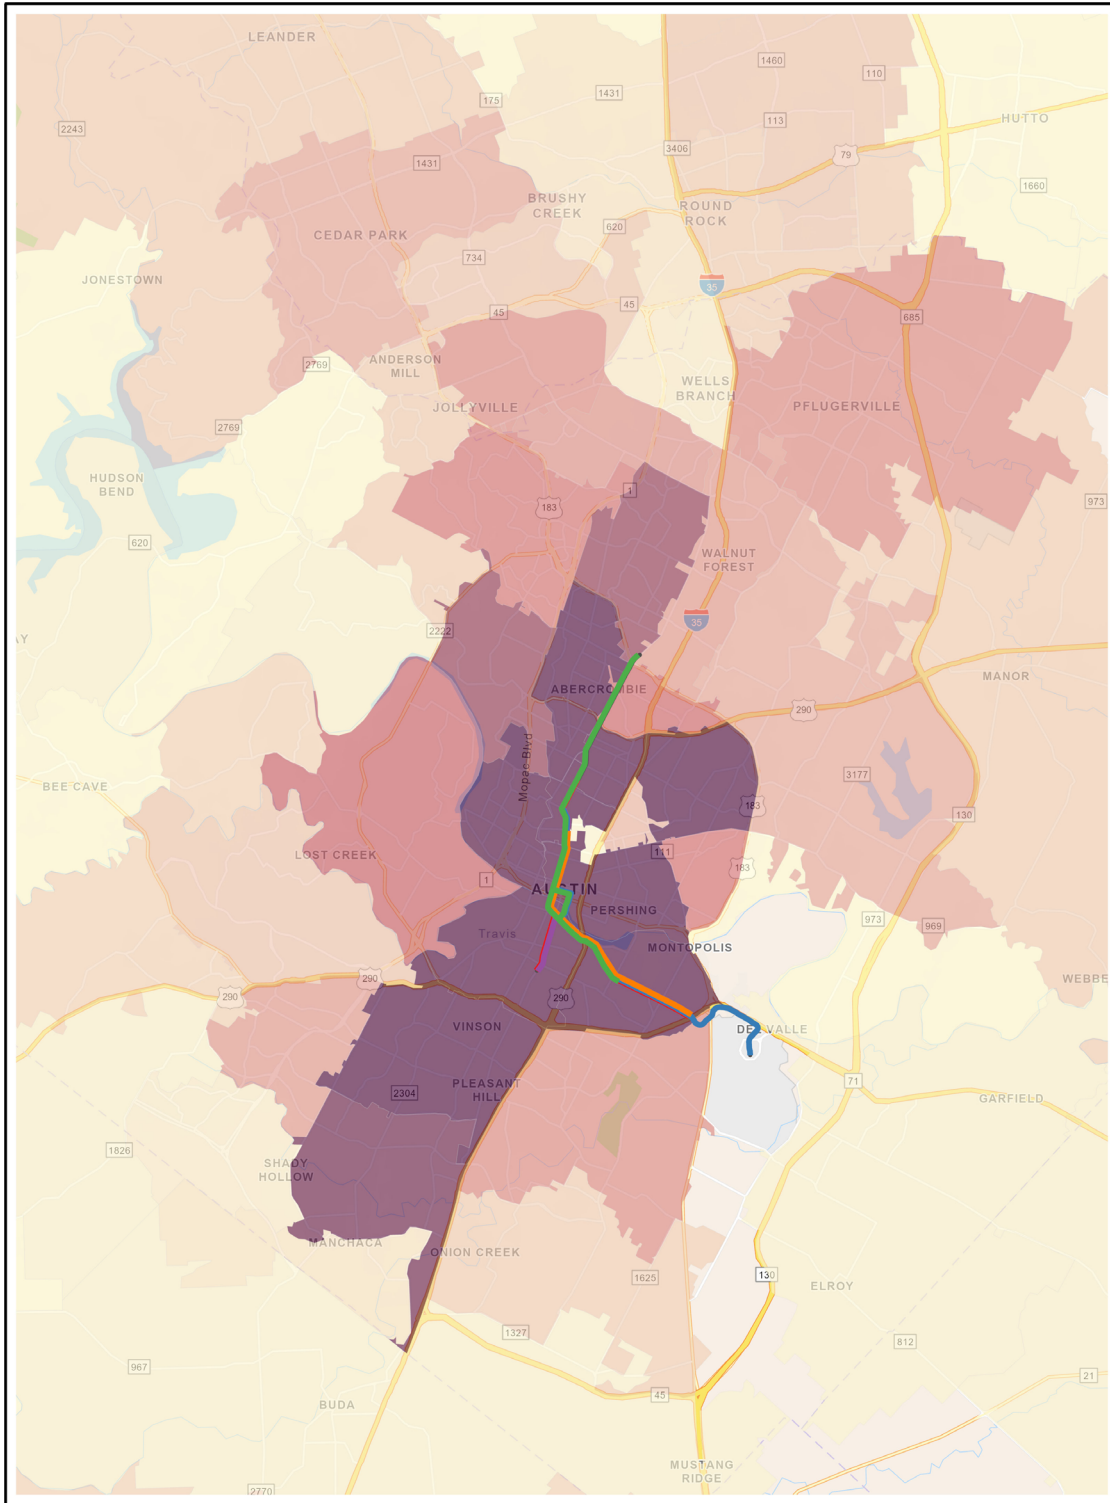 LEANDER
1460
110
175
1431
HUTTO
2243
113
3406
79
1431
1660
BRUSHY
CREEK
ROUND
ROCK
620
CEDAR PARK
734
JONESTOWN
35
45
45
685
ANDERSON
MILL
2769
WELLS
BRANCH
JOLLYVILLE
PFLUGERVILLE
2769
HUDSON
BEND
1
973
183
620
WALNUT
FOREST
35
2222
AY
MANOR
ABERCROMBIE
290
Mopac Blvd
3177
BEE CAVE
183
130
LOST CREEK
111
183
1
AUSTIN
PERSHING
973
969
Travis
MONTOPOLIS
290
WEBBE
290
290
VINSON
DEL VALLE
71
PLEASANT
HILL
2304
GARFIELD
1826
SHADY
HOLLOW
MANCHACA
ONION CREEK
1625
130
ELROY
1327
812
967
21
45
BUDA
MUSTANG
RIDGE
2770